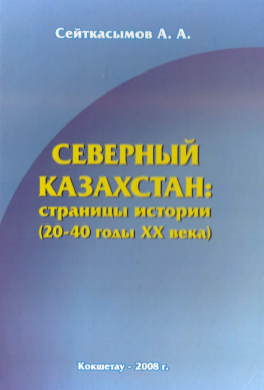 Сейткасымов А. А.
СЕВЕРНЫЙ
КАЗАХСТАН:
страницы истории
(20-40 годы XX века)
Кокшетау - 2008 г.